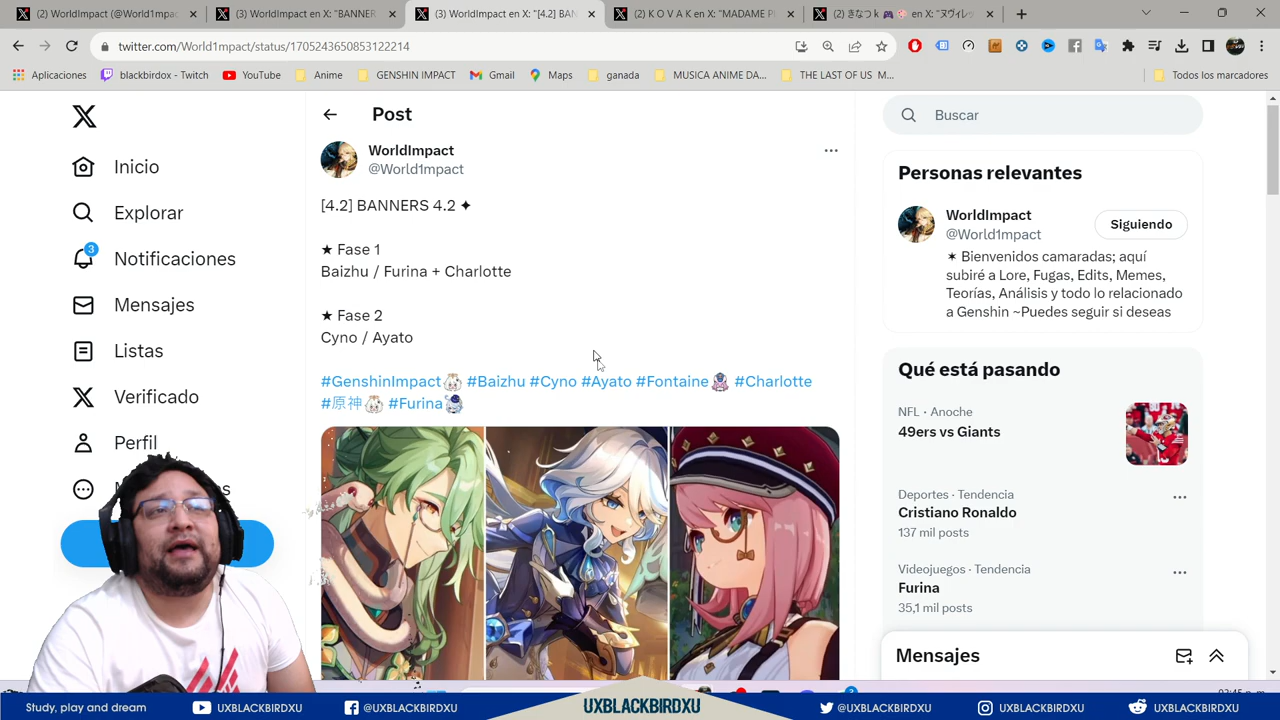 (2) WorldImpact (@World1mpac
(3) WorldImpact en X: "BANNER
(3) WorldImpact en X: "[4.2] BAN
(2) K O V A K en X: "MADAME P
(2) きなつ k 🎮🧠 en X: "ヌヴィレッ
twitter.com/World1mpact/status/1705243650853122214
Aplicaciones
blackbirdox - Twitch
YouTube
Anime
GENSHIN IMPACT
Gmail
Maps
ganada
MUSICA ANIME DA...
THE LAST OF US M...
Todos los marcadores
Post
Buscar
WorldImpact
@World1mpact
[4.2] BANNERS 4.2 ✦
★ Fase 1
Baizhu / Furina + Charlotte
★ Fase 2
Cyno / Ayato
#GenshinImpact #Baizhu #Cyno #Ayato #Fontaine #Charlotte
#原神 #Furina
Inicio
Explorar
3
Notificaciones
Mensajes
Listas
Verificado
Perfil
Personas relevantes
WorldImpact
@World1mpact
Siguiendo
✶ Bienvenidos camaradas; aquí
subiré a Lore, Fugas, Edits, Memes,
Teorías, Análisis y todo lo relacionado
a Genshin ~Puedes seguir si deseas
Qué está pasando
NFL · Anoche
49ers vs Giants
Deportes · Tendencia
Cristiano Ronaldo
137 mil posts
Videojuegos · Tendencia
Furina
35,1 mil posts
Mensajes
Study, play and dream
UXBLACKBIRDXU
@UXBLACKBIRDXU
UXBLACKBIRDXU
@UXBLACKBIRDXU
UXBLACKBIRDXU
UXBLACKBIRDXU